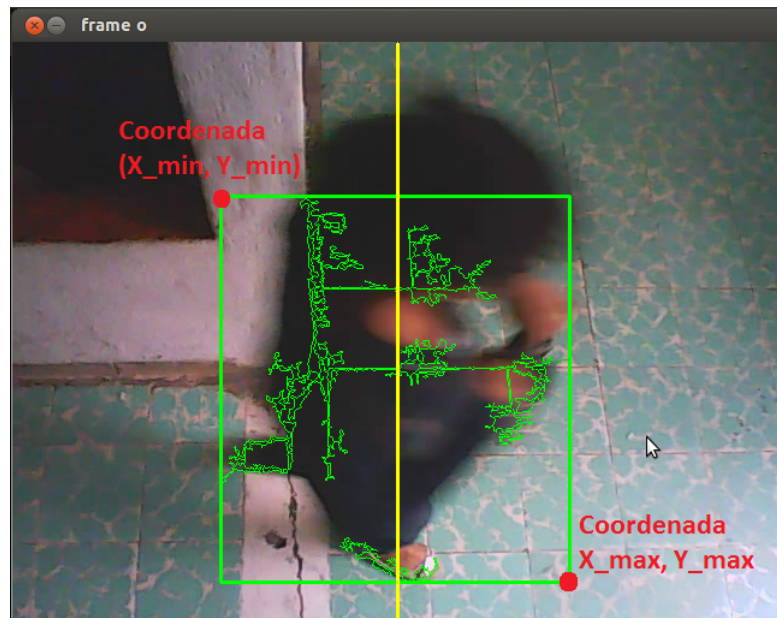 frame o
Coordenada
(X_min, Y_min)
Coordenada
X_max, Y_max